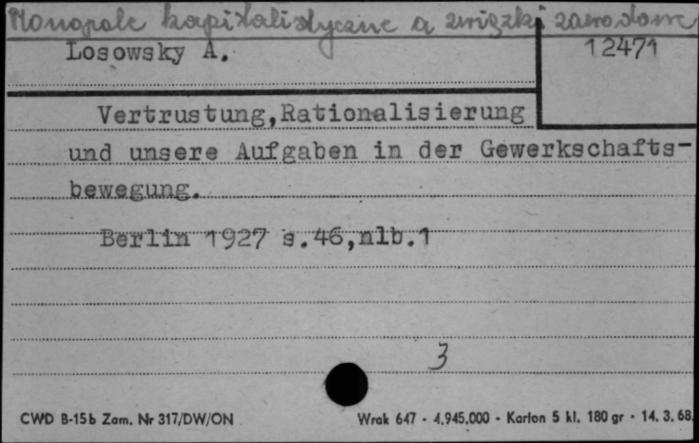 Monopole kapitalistyczne a związki zawodowe
Losowsky A.
12471
Vertrustung,Rationalisierung
und unsere Aufgaben in der Gewerkschafts-
bewegung.
Berlin 1927 s.46,nlb.1
3
CWD B-15b Zam. Nr 317/DW/ON
Wrak 647 - 4.945.000 - Karton 5 kl. 180 gr - 14. 3. 68.